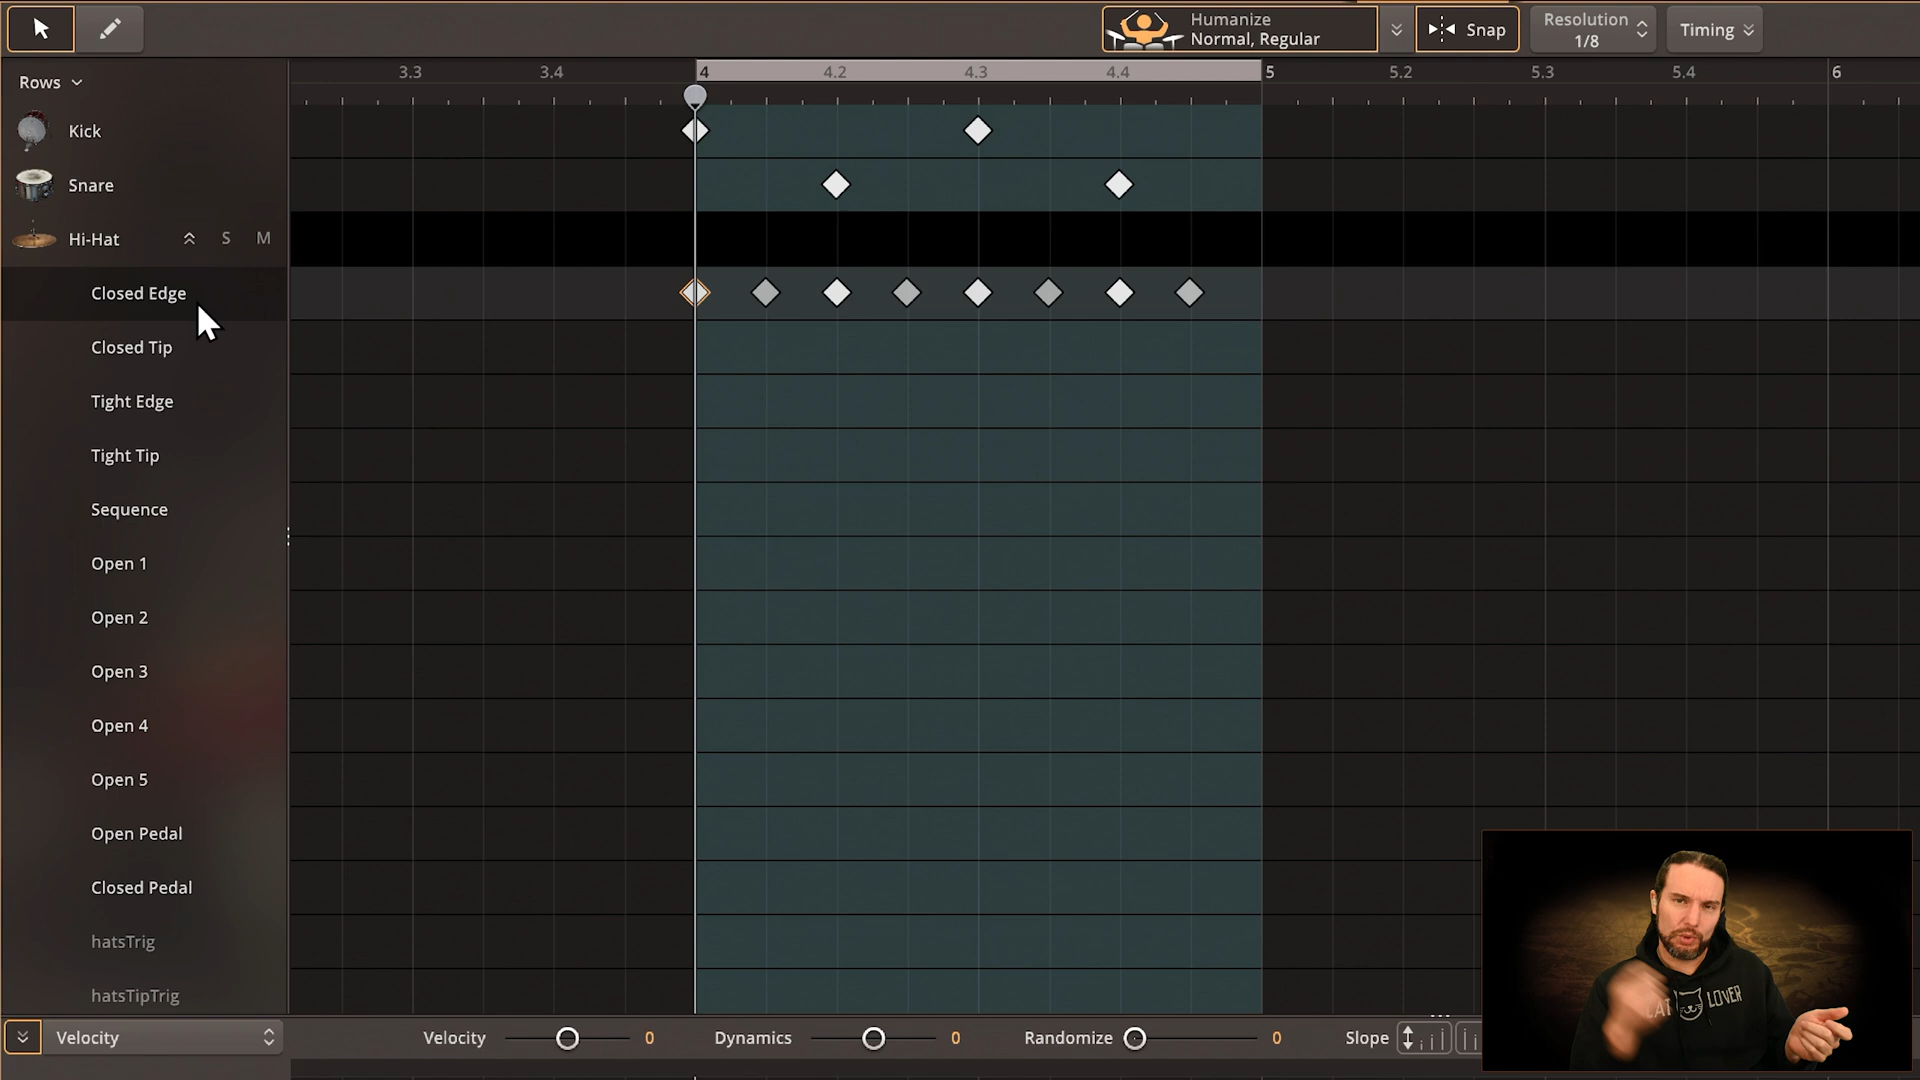 Humanize
Normal, Regular
Snap
Resolution
1/8
Timing
Rows
3.3 3.4 4 4.2 4.3 4.4 5 5.2 5.3 5.4 6
Kick
Snare
Hi-Hat S M
Closed Edge
Closed Tip
Tight Edge
Tight Tip
Sequence
Open 1
Open 2
Open 3
Open 4
Open 5
Open Pedal
Closed Pedal
hatsTrig
hatsTipTrig
LOVER
Velocity
Velocity 0 Dynamics 0 Randomize 0 Slope